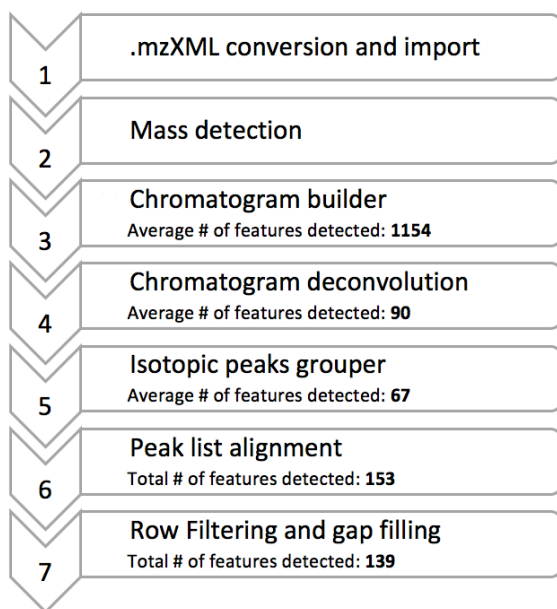 1
.mzXML conversion and import
2
Mass detection
3
Chromatogram builder
Average # of features detected: 1154
4
Chromatogram deconvolution
Average # of features detected: 90
5
Isotopic peaks grouper
Average # of features detected: 67
6
Peak list alignment
Total # of features detected: 153
7
Row Filtering and gap filling
Total # of features detected: 139